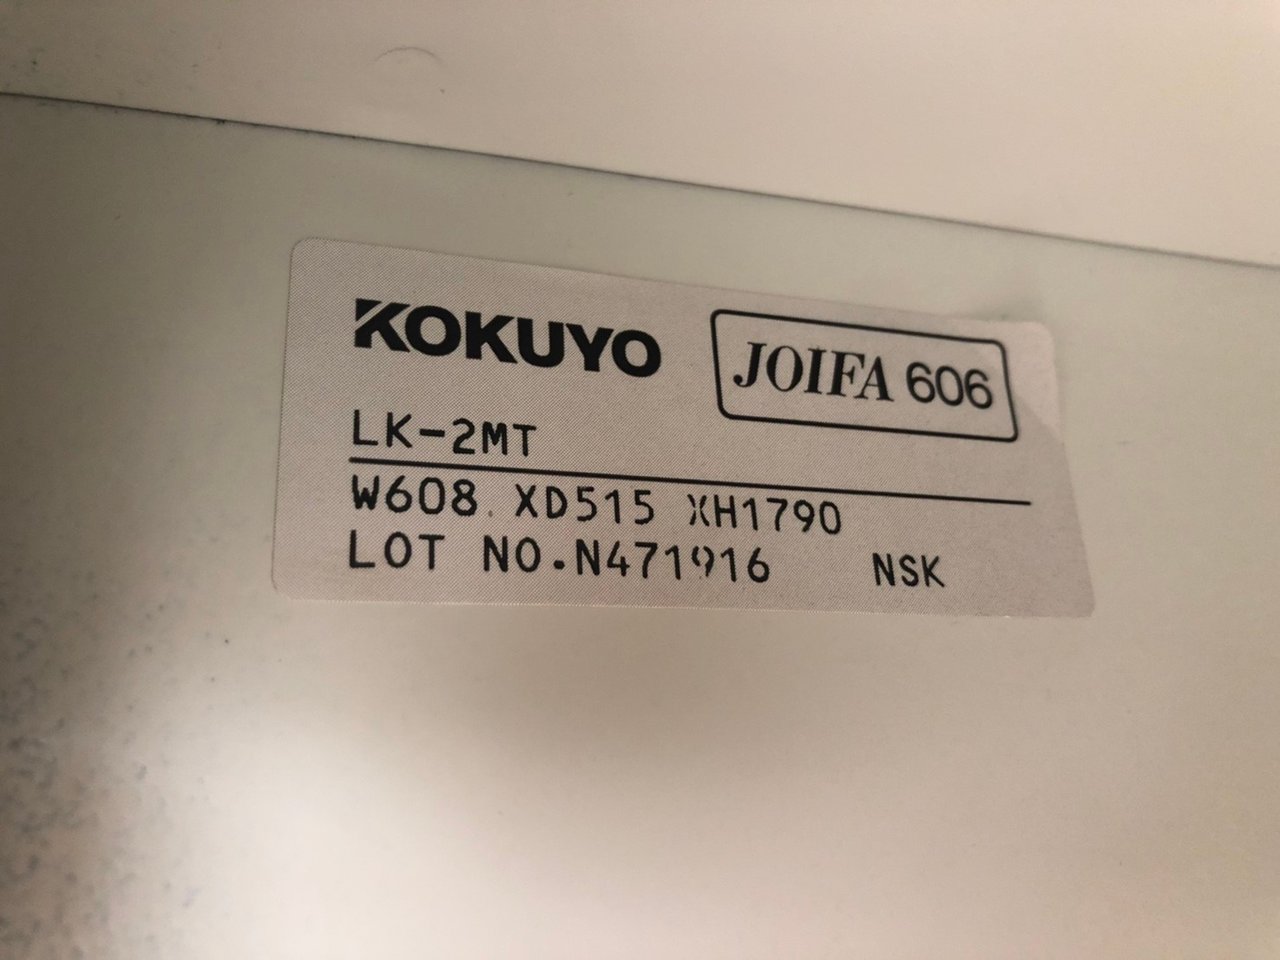 KOKUYO
JOIFA 606
LK-2MT
W608 XD515 XH1790
LOT NO.N471916 NSK